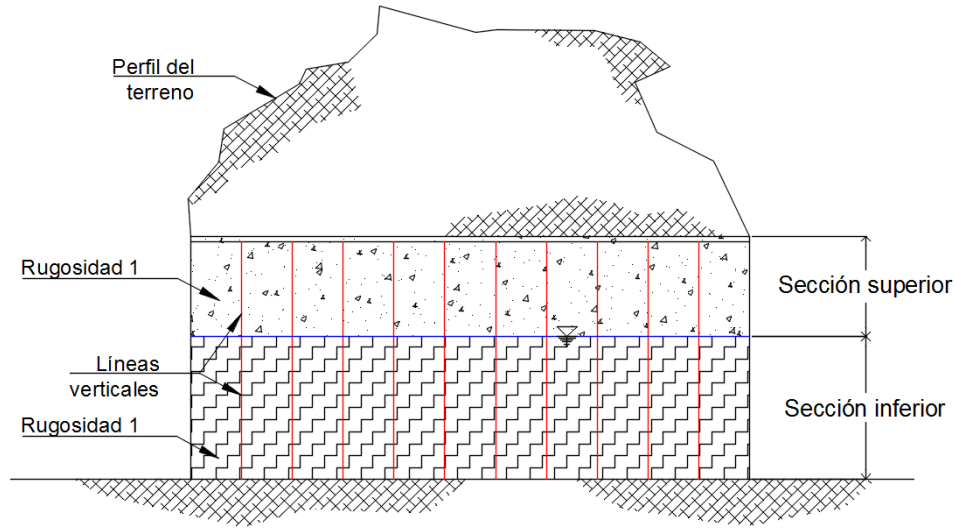 Perfil del
terreno
Rugosidad 1
Sección superior
Líneas
verticales
Sección inferior
Rugosidad 1